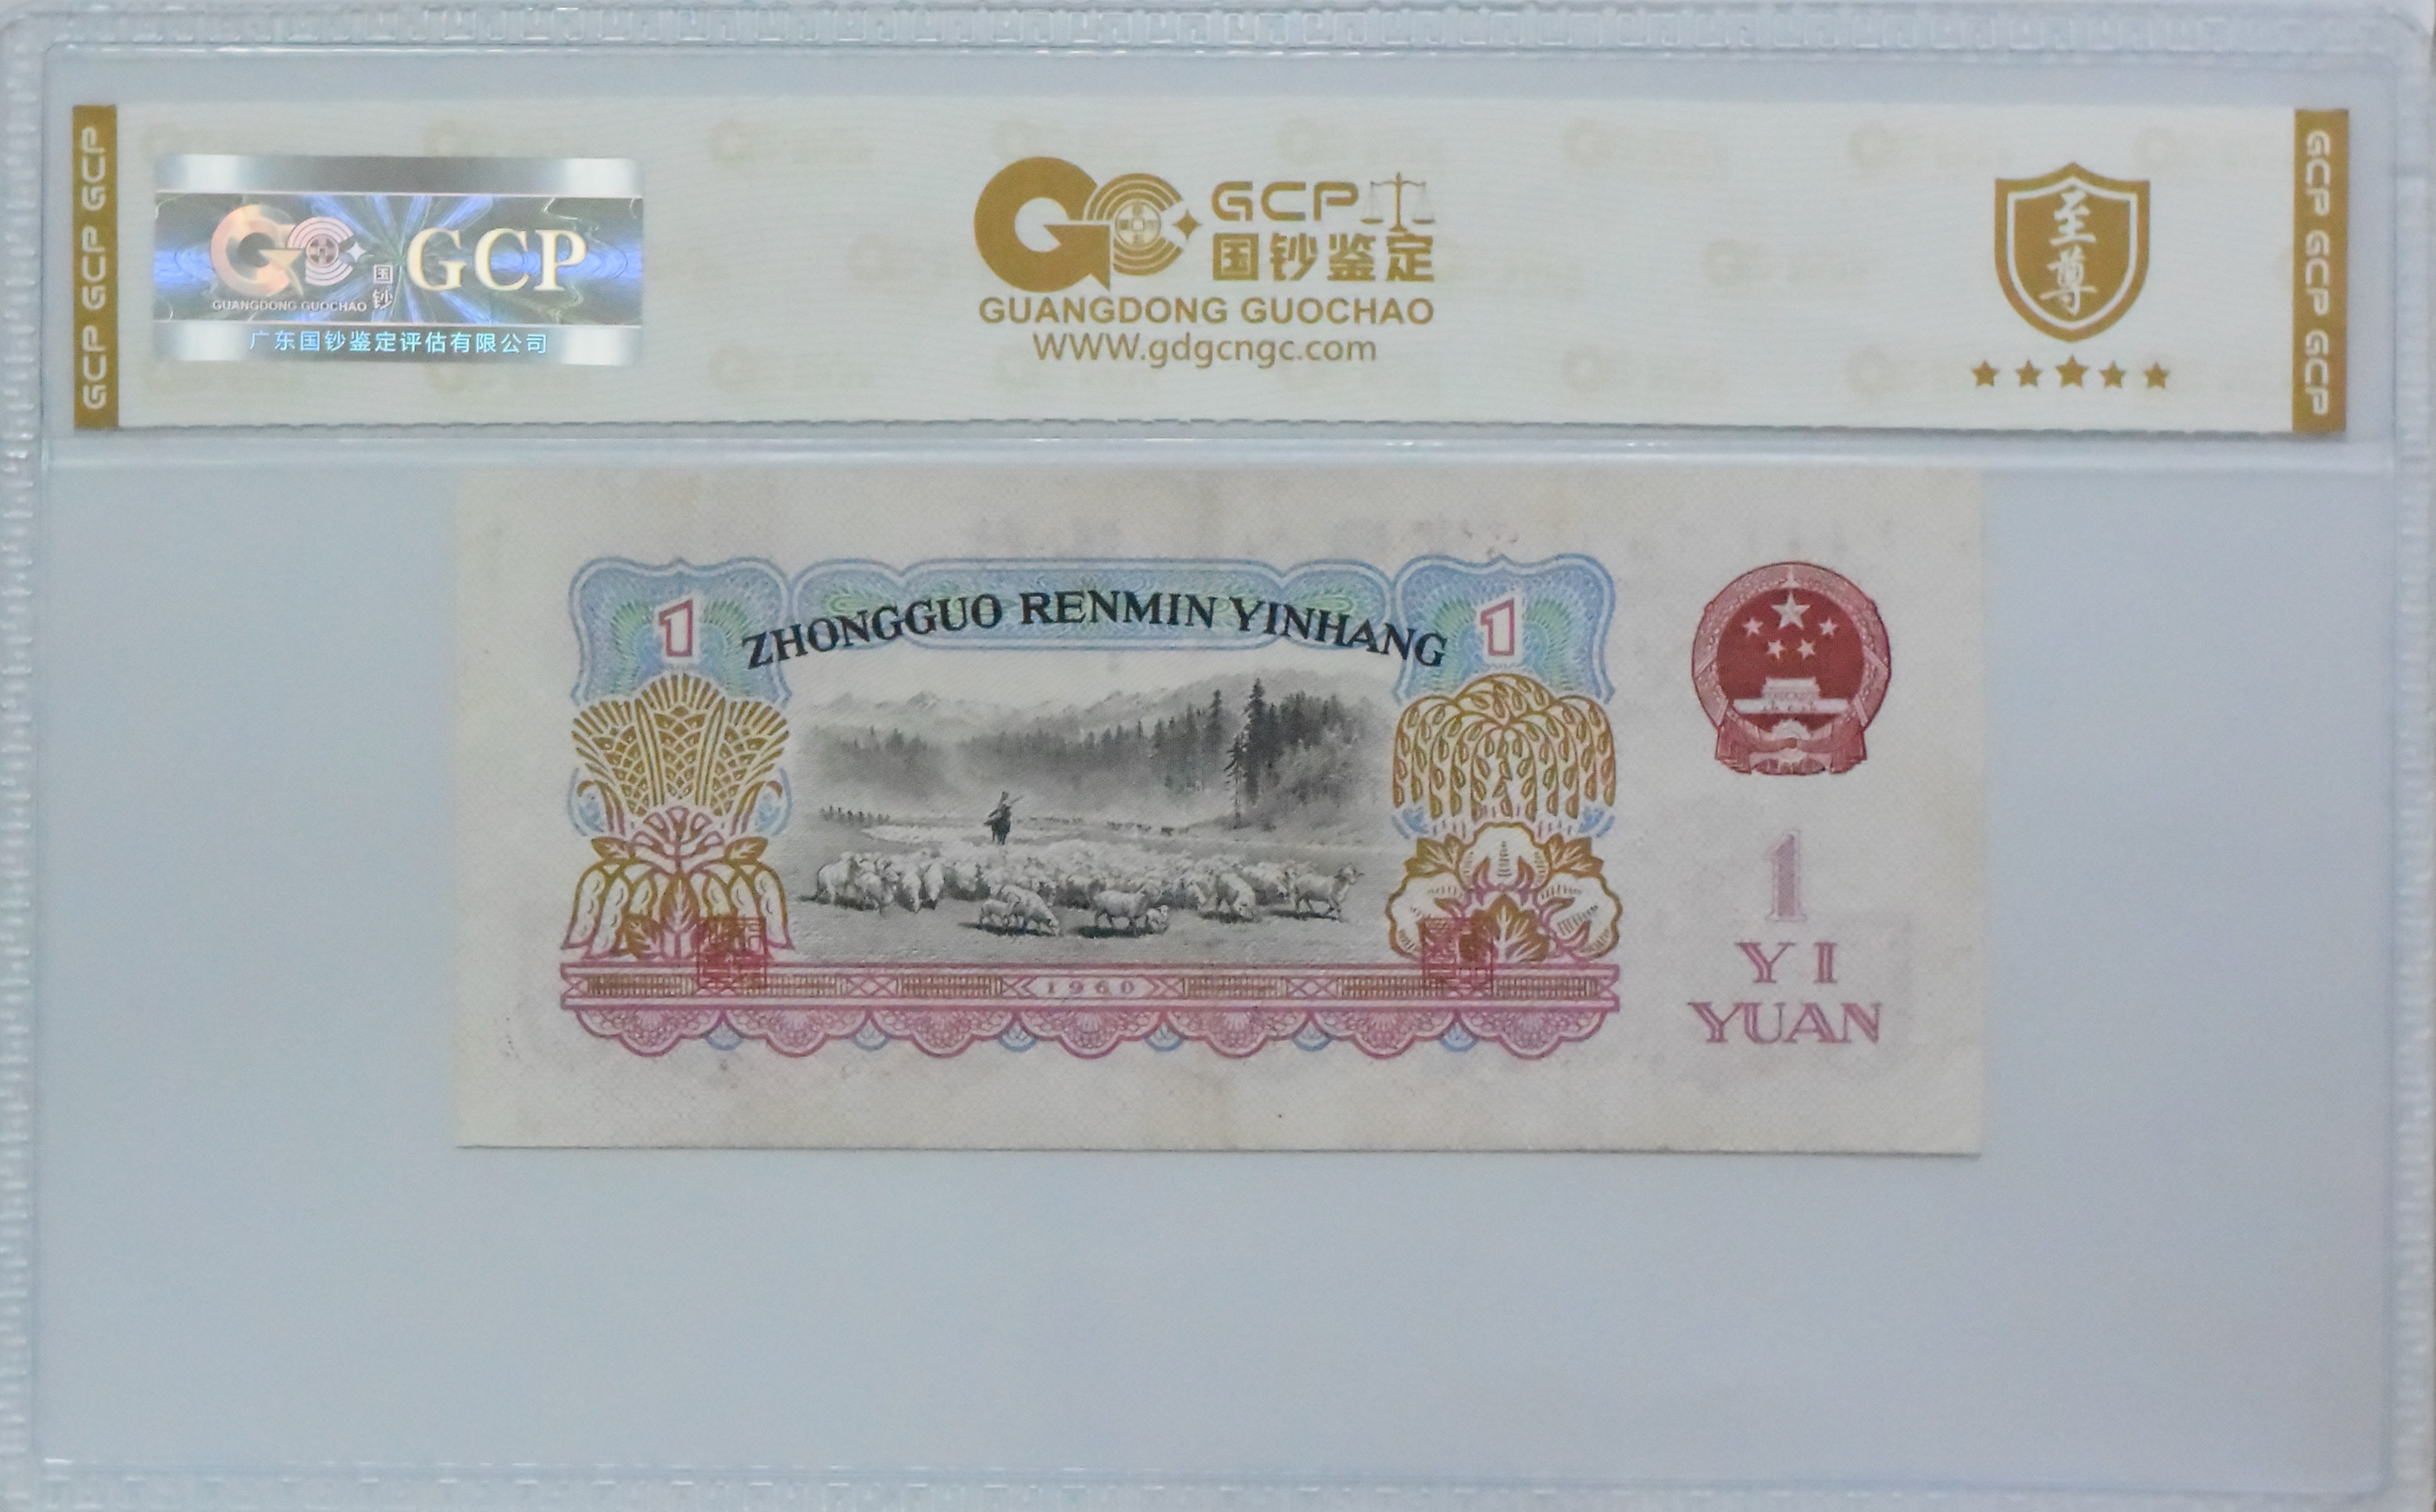 GCP GCP GCP
GCP
国钞
GUANGDONG GUOCHAO
广东国钞鉴定评估有限公司
GCP
国钞鉴定
GUANGDONG GUOCHAO
WWW.gdgcngc.com
至尊
GCP GCP GCP
1
ZHONGGUO RENMIN YINHANG
1
1960
1
YI
YUAN